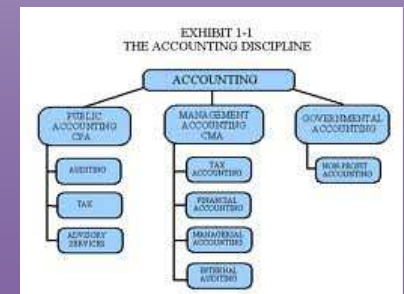 EXHIBIT 1-1
THE ACCOUNTING DISCIPLINE
ACCOUNTING
PUBLIC
ACCOUNTING
CPA
AUDITING
TAX
ADVISORY
SERVICES
MANAGEMENT
ACCOUNTING
CMA
TAX
ACCOUNTING
FINANCIAL
ACCOUNTING
MANAGERIAL
ACCOUNTING
INTERNAL
AUDITING
GOVERNMENTAL
ACCOUNTING
NON-PROFIT
ACCOUNTING